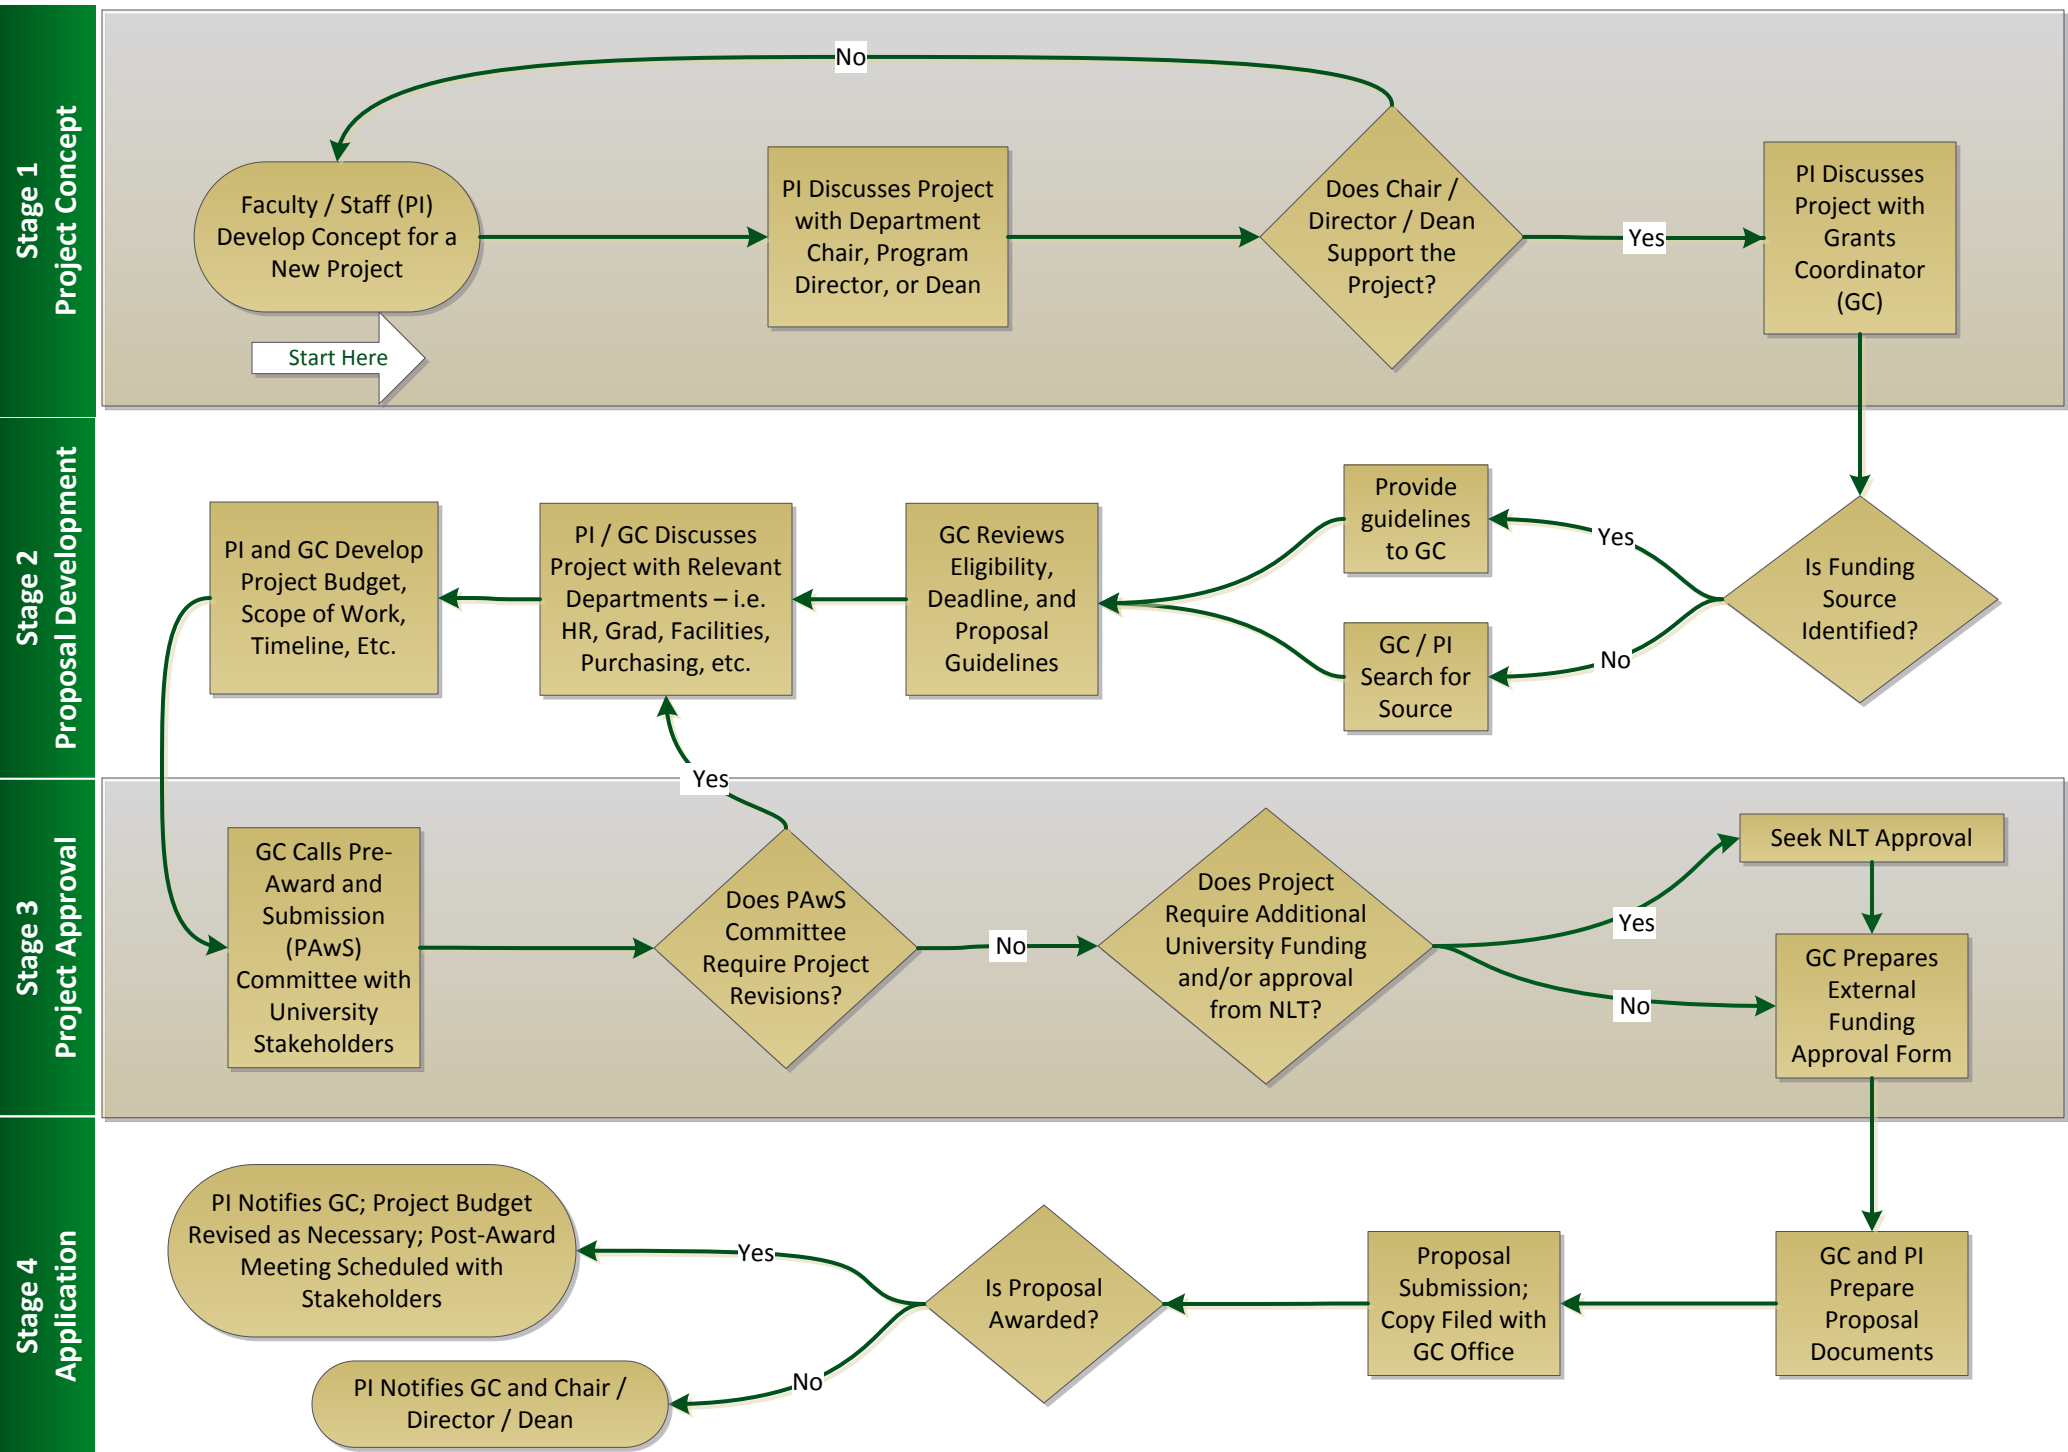 Stage 1
Project Concept
No
Faculty / Staff (PI)
Develop Concept for a
New Project
Start Here
PI Discusses Project
with Department
Chair, Program
Director, or Dean
Does Chair /
Director / Dean
Support the
Project?
Yes
PI Discusses
Project with
Grants
Coordinator
(GC)
Stage 2
Proposal Development
Is Funding
Source
Identified?
Yes
No
Provide
guidelines
to GC
GC / PI
Search for
Source
GC Reviews
Eligibility,
Deadline, and
Proposal
Guidelines
PI / GC Discusses
Project with Relevant
Departments – i.e.
HR, Grad, Facilities,
Purchasing, etc.
PI and GC Develop
Project Budget,
Scope of Work,
Timeline, Etc.
Stage 3
Project Approval
GC Calls Pre-
Award and
Submission
(PAwS)
Committee with
University
Stakeholders
Does PAwS
Committee
Require Project
Revisions?
Yes
No
Does Project
Require Additional
University Funding
and/or approval
from NLT?
Yes
No
Seek NLT Approval
GC Prepares
External
Funding
Approval Form
Stage 4
Application
GC and PI
Prepare
Proposal
Documents
Proposal
Submission;
Copy Filed with
GC Office
Is Proposal
Awarded?
Yes
No
PI Notifies GC; Project Budget
Revised as Necessary; Post-Award
Meeting Scheduled with
Stakeholders
PI Notifies GC and Chair /
Director / Dean